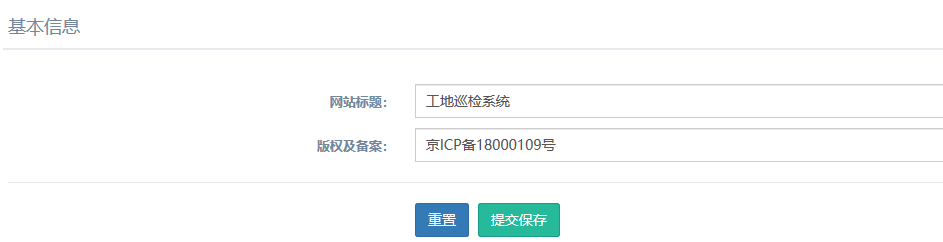 基本信息
网站标题： 工地巡检系统
版权及备案： 京ICP备18000109号
重置 提交保存